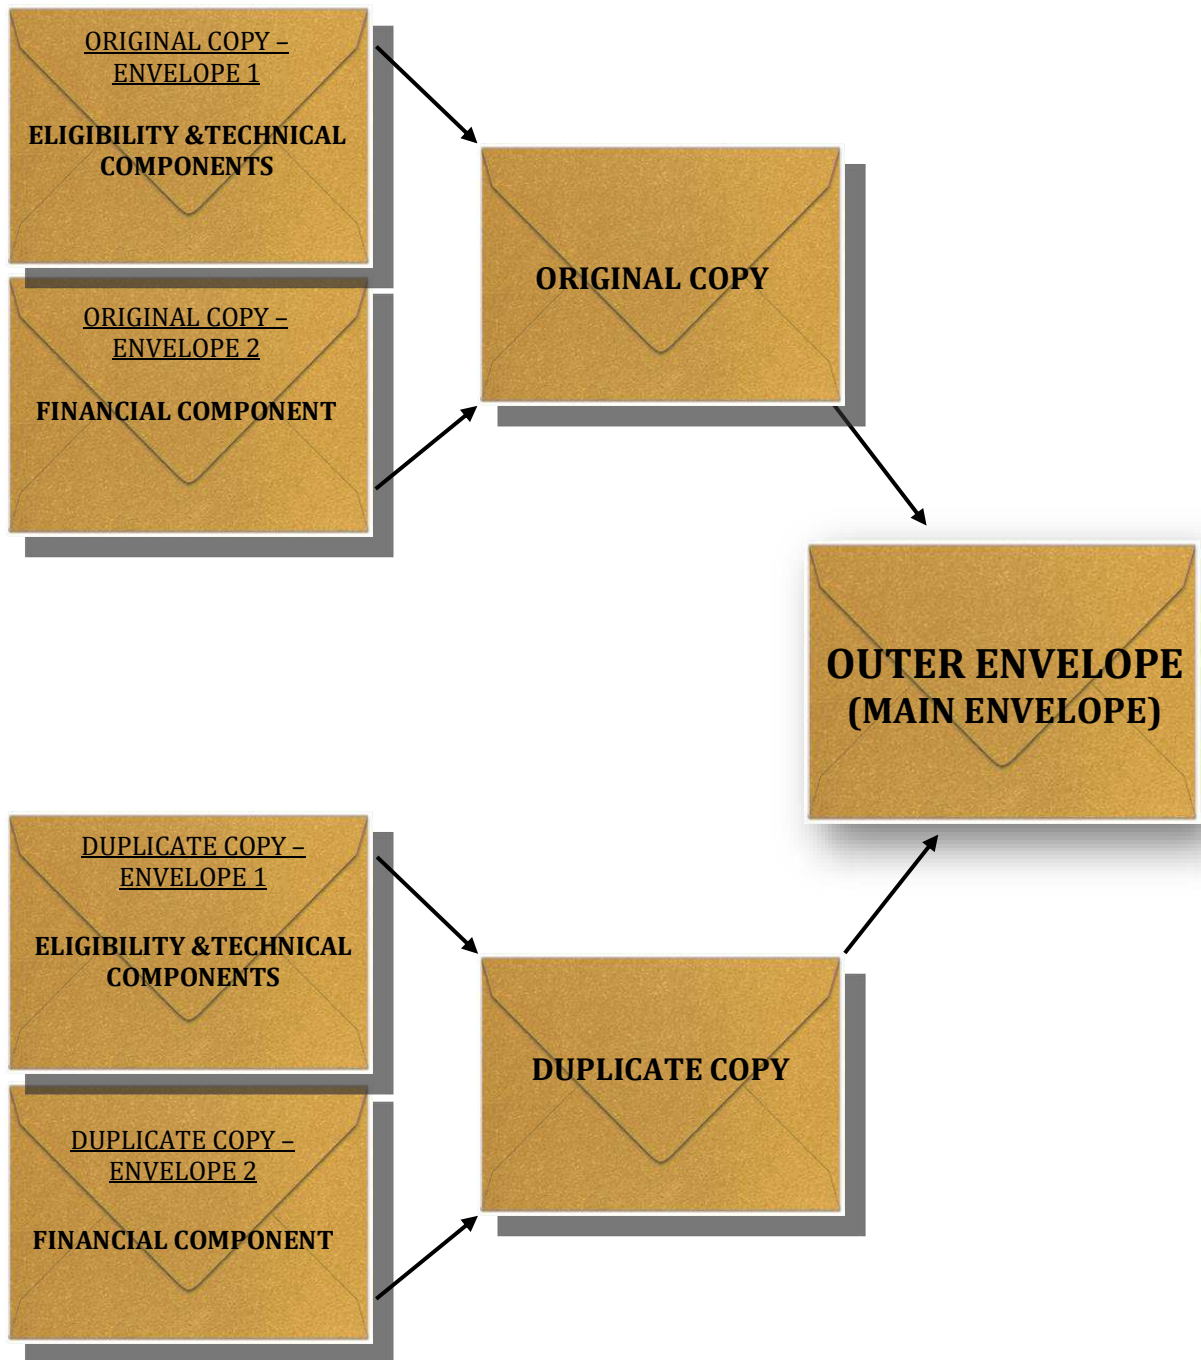 ORIGINAL COPY –
ENVELOPE 1
ELIGIBILITY &TECHNICAL
COMPONENTS
ORIGINAL COPY –
ENVELOPE 2
FINANCIAL COMPONENT
ORIGINAL COPY
OUTER ENVELOPE
(MAIN ENVELOPE)
DUPLICATE COPY –
ENVELOPE 1
ELIGIBILITY &TECHNICAL
COMPONENTS
DUPLICATE COPY –
ENVELOPE 2
FINANCIAL COMPONENT
DUPLICATE COPY